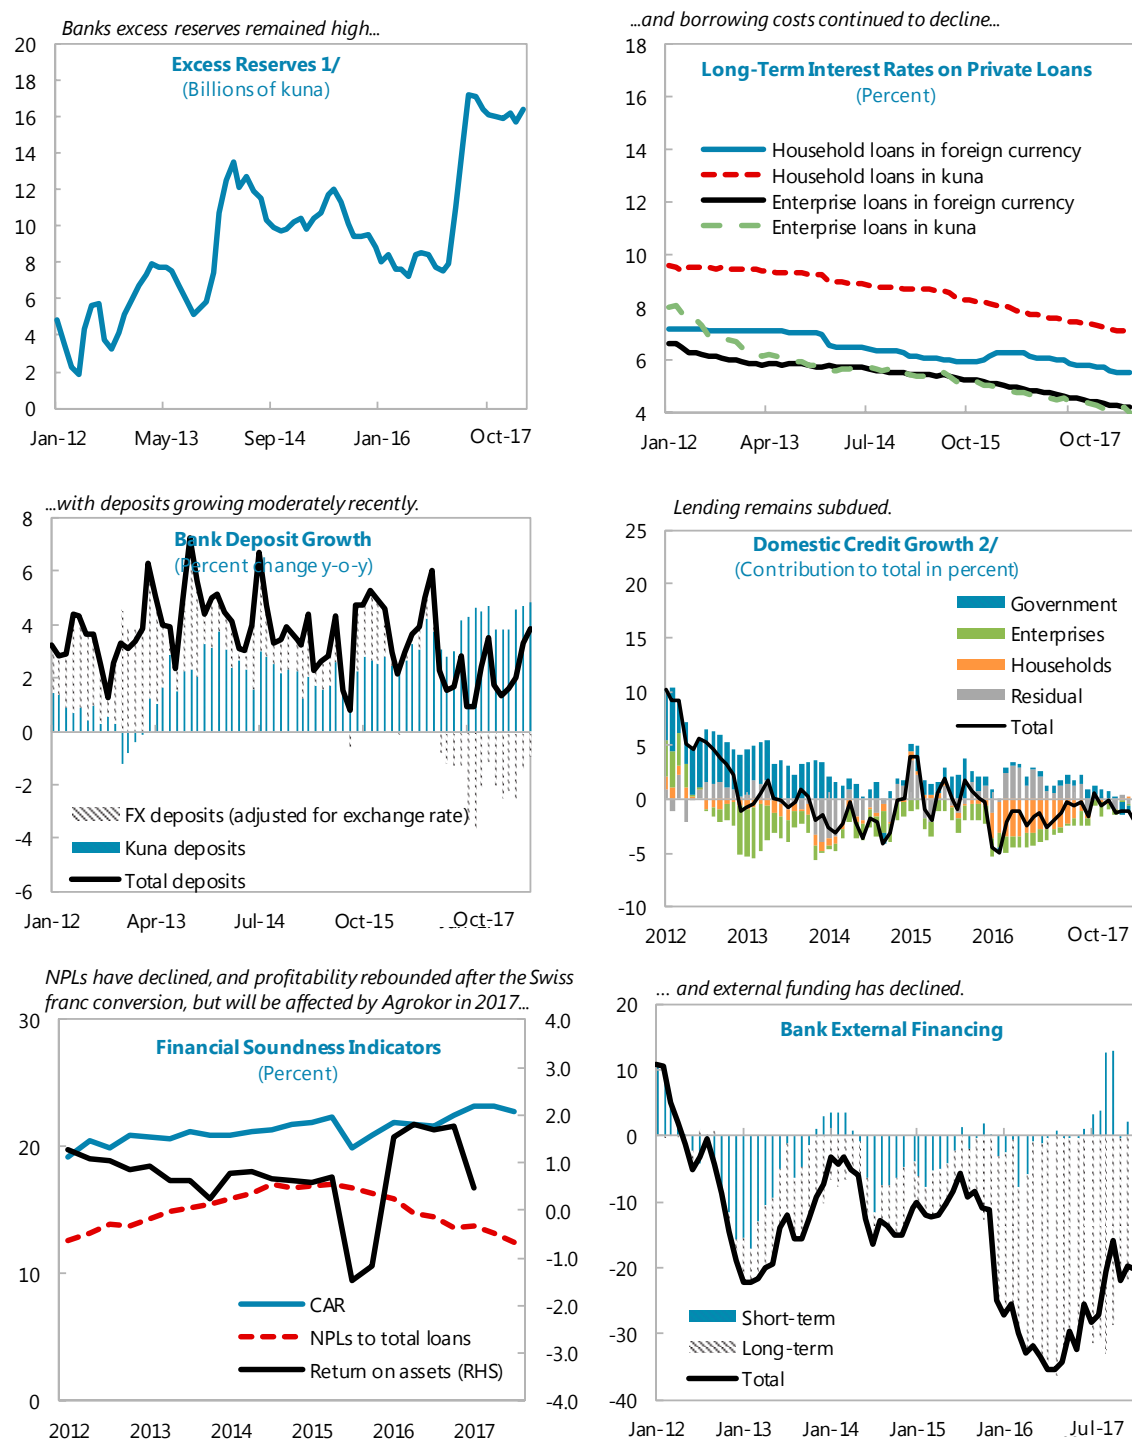 Banks excess reserves remained high...
Excess Reserves 1/
(Billions of kuna)
20
18
16
14
12
10
8
6
4
2
0
Jan-12 May-13 Sep-14 Jan-16 Oct-17
...and borrowing costs continued to decline...
Long-Term Interest Rates on Private Loans
(Percent)
18
16
14
12
10
8
6
4
Household loans in foreign currency
Household loans in kuna
Enterprise loans in foreign currency
Enterprise loans in kuna
Jan-12 Apr-13 Jul-14 Oct-15 Oct-17
...with deposits growing moderately recently.
Bank Deposit Growth
(Percent change y-o-y)
8
6
4
2
0
-2
-4
-6
FX deposits (adjusted for exchange rate)
Kuna deposits
Total deposits
Jan-12 Apr-13 Jul-14 Oct-15 Oct-17
Lending remains subdued.
Domestic Credit Growth 2/
(Contribution to total in percent)
25
20
15
10
5
0
-5
-10
Government
Enterprises
Households
Residual
Total
2012 2013 2014 2015 2016 Oct-17
NPLs have declined, and profitability rebounded after the Swiss
franc conversion, but will be affected by Agrokor in 2017...
Financial Soundness Indicators
(Percent)
30
20
10
0
4.0
3.0
2.0
1.0
0.0
-1.0
-2.0
-3.0
-4.0
CAR
NPLs to total loans
Return on assets (RHS)
2012 2013 2014 2015 2016 2017
... and external funding has declined.
Bank External Financing
20
10
0
-10
-20
-30
-40
Short-term
Long-term
Total
Jan-12 Jan-13 Jan-14 Jan-15 Jan-16 Jul-17